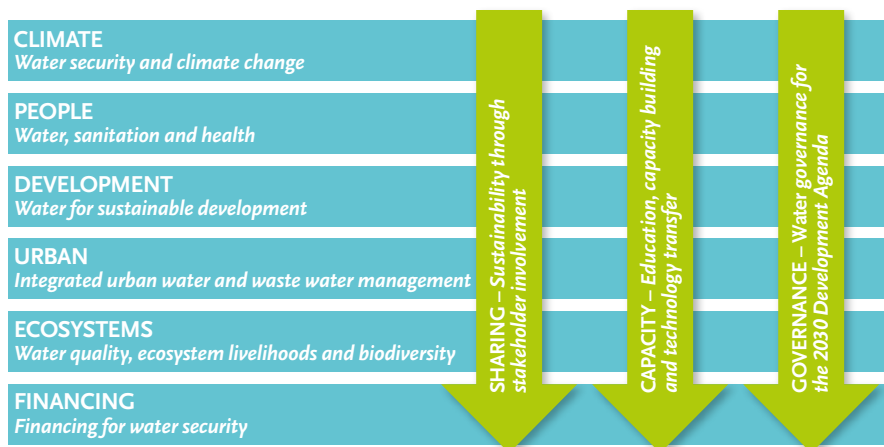 CLIMATE
Water security and climate change
PEOPLE
Water, sanitation and health
DEVELOPMENT
Water for sustainable development
URBAN
Integrated urban water and waste water management
ECOSYSTEMS
Water quality, ecosystem livelihoods and biodiversity
FINANCING
Financing for water security
SHARING – Sustainability through
stakeholder involvement
CAPACITY – Education, capacity building
and technology transfer
GOVERNANCE – Water governance for
the 2030 Development Agenda